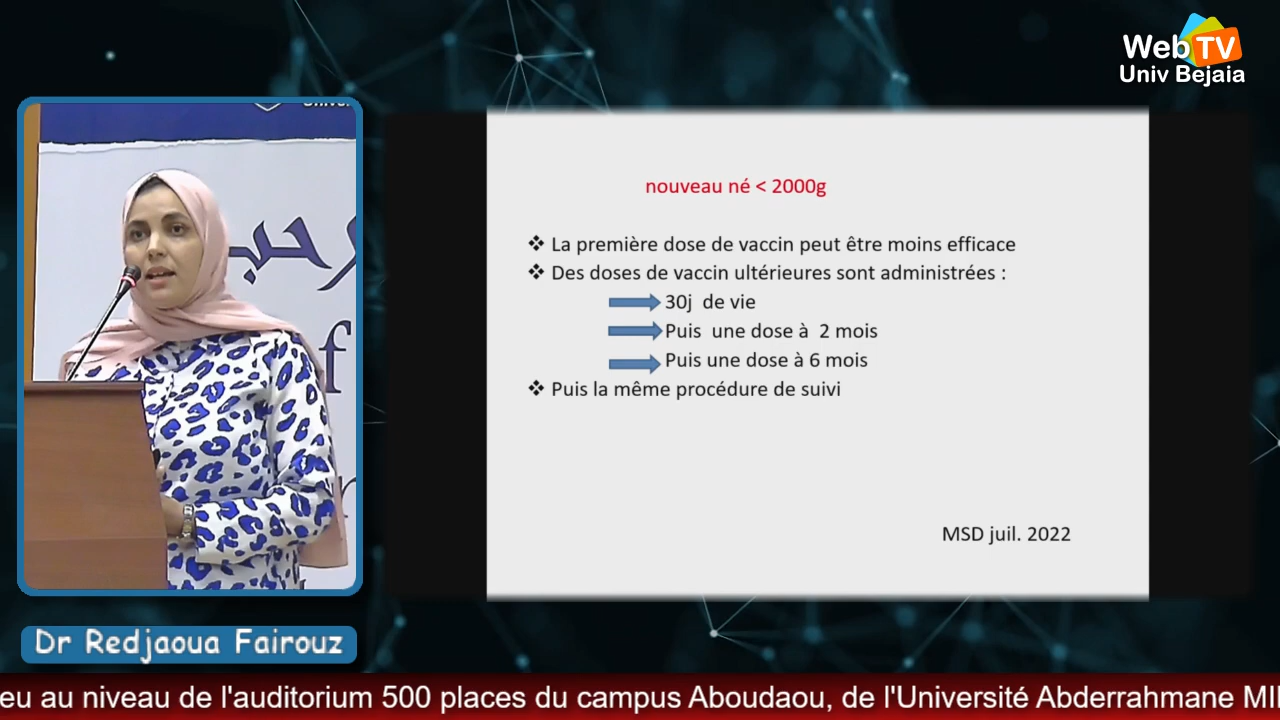 Web TV
Univ Bejaia
nouveau né < 2000g
❖ La première dose de vaccin peut être moins efficace
❖ Des doses de vaccin ultérieures sont administrées :
30j de vie
Puis une dose à 2 mois
Puis une dose à 6 mois
❖ Puis la même procédure de suivi
MSD juil. 2022
Dr Redjaoua Fairouz
eu au niveau de l'auditorium 500 places du campus Aboudaou, de l'Université Abderrahmane MI